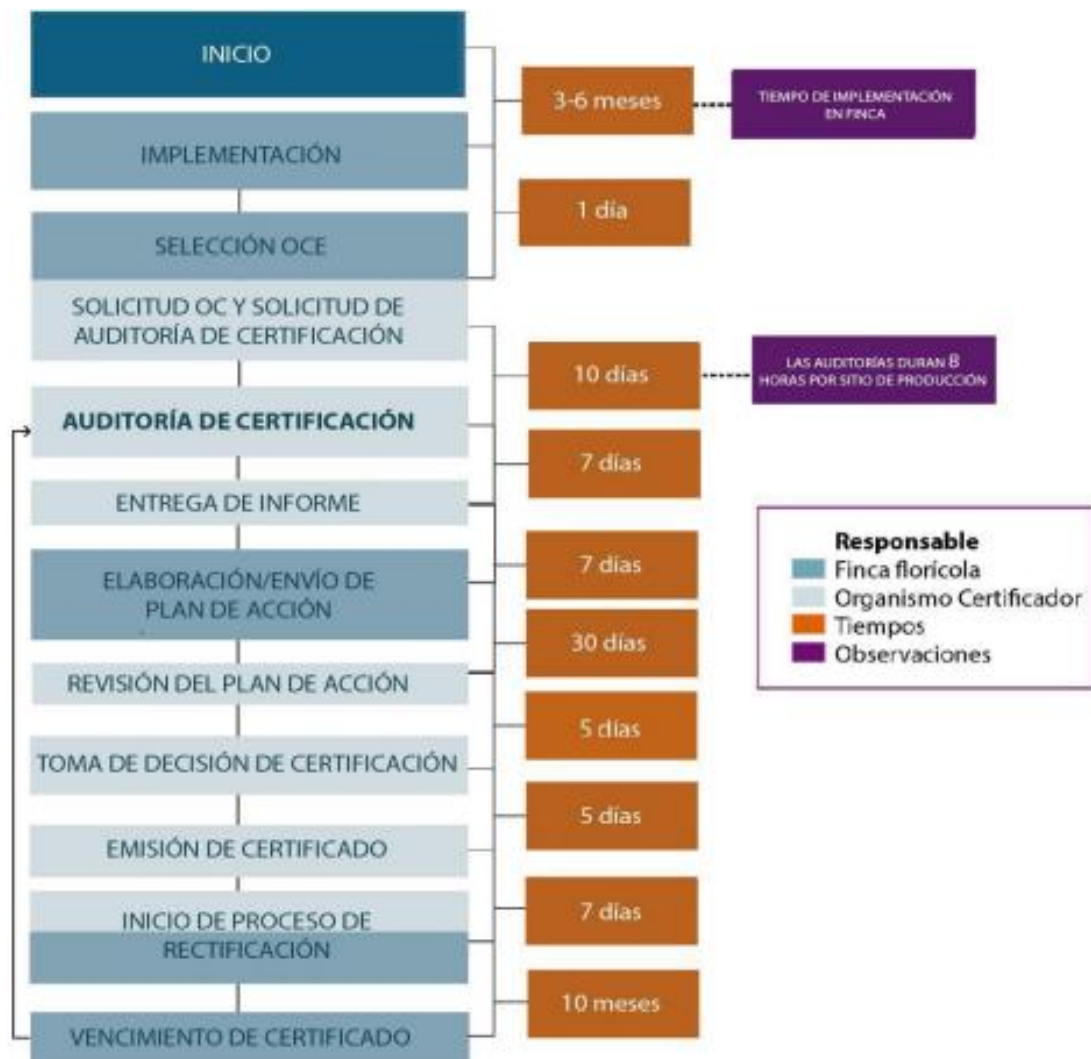 INICIO
3-6 meses
TIEMPO DE IMPLEMENTACIÓN
EN FINCA
IMPLEMENTACIÓN
1 día
SELECCIÓN OCE
SOLICITUD OC Y SOLICITUD DE
AUDITORÍA DE CERTIFICACIÓN
10 días
LAS AUDITORÍAS DURAN 8
HORAS POR SITIO DE PRODUCCIÓN
AUDITORÍA DE CERTIFICACIÓN
7 días
ENTREGA DE INFORME
7 días
ELABORACIÓN/ENVÍO DE
PLAN DE ACCIÓN
30 días
REVISIÓN DEL PLAN DE ACCIÓN
5 días
TOMA DE DECISIÓN DE CERTIFICACIÓN
5 días
EMISIÓN DE CERTIFICADO
7 días
INICIO DE PROCESO DE
RECTIFICACIÓN
10 meses
VENCIMIENTO DE CERTIFICADO
Responsable
Finca florícola
Organismo Certificador
Tiempos
Observaciones